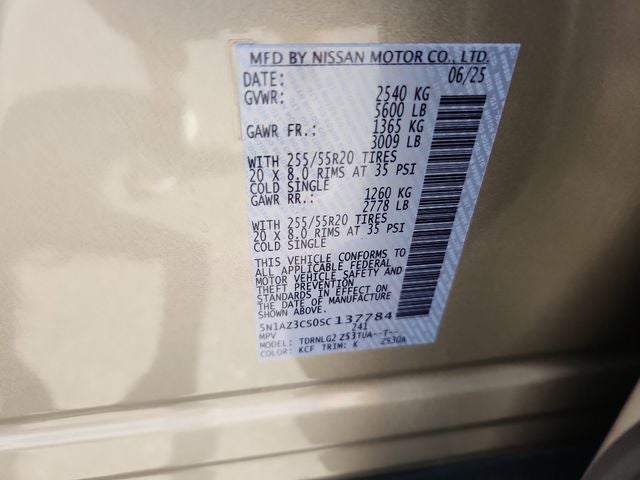 MFD BY NISSAN MOTOR CO., LTD.
DATE: 06/25
GVWR: 2540 KG
5600 LB
GAWR FR.: 1365 KG
3009 LB
WITH 255/55R20 TIRES
20 X 8.0 RIMS AT 35 PSI
COLD SINGLE
GAWR RR.: 1260 KG
2778 LB
WITH 255/55R20 TIRES
20 X 8.0 RIMS AT 35 PSI
COLD SINGLE
THIS VEHICLE CONFORMS TO
ALL APPLICABLE FEDERAL
MOTOR VEHICLE SAFETY AND
THEFT PREVENTION
STANDARDS IN EFFECT ON
THE DATE OF MANUFACTURE
SHOWN ABOVE.
5N1AZ3CS0SC137784
MPV 241
MODEL: TDRNLG2 Z53TUA--T--
COLOR: KCF TRIM: K Z53UA